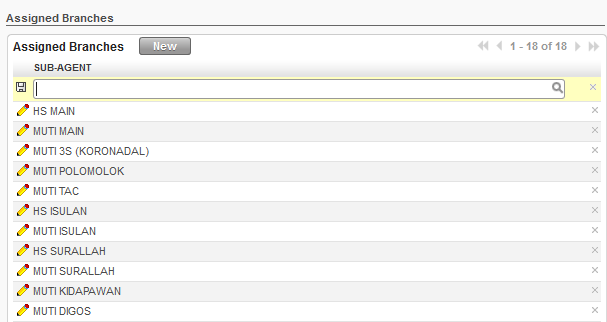 Assigned Branches
Assigned Branches New 1 - 18 of 18
SUB-AGENT
HS MAIN
MUTI MAIN
MUTI 3S (KORONADAL)
MUTI POLOMOLOK
MUTI TAC
HS ISULAN
MUTI ISULAN
HS SURALLAH
MUTI SURALLAH
MUTI KIDAPAWAN
MUTI DIGOS